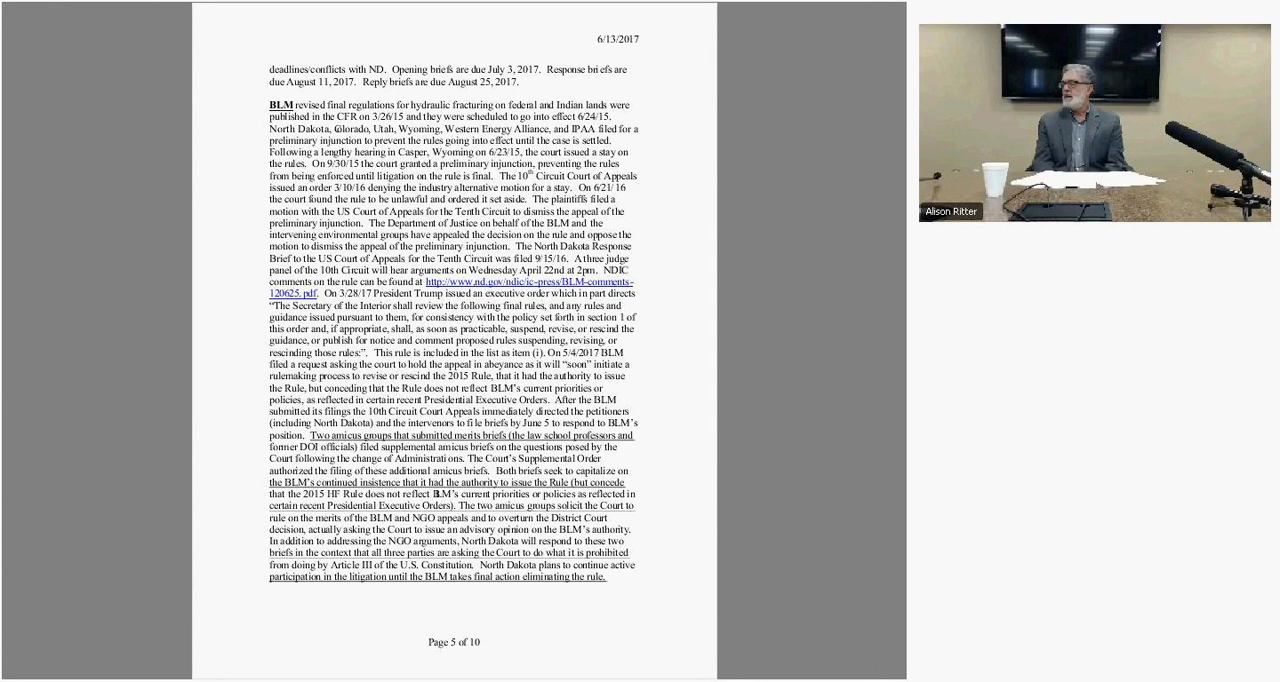 6/13/2017
deadlines/conflicts with ND. Opening briefs are due July 3, 2017. Response briefs are
due August 11, 2017. Reply briefs are due August 25, 2017.
BLM revised final regulations for hydraulic fracturing on federal and Indian lands were
published in the CFR on 3/26/15 and they were scheduled to go into effect 6/24/15.
North Dakota, Colorado, Utah, Wyoming, Western Energy Alliance, and IPAA filed for a
preliminary injunction to prevent the rules going into effect until the case is settled.
Following a lengthy hearing in Casper, Wyoming on 6/23/15, the court issued a stay on
the rules. On 9/30/15 the court granted a preliminary injunction, preventing the rules
from being enforced until litigation on the rule is final. The 10th Circuit Court of Appeals
issued an order 3/10/16 denying the industry alternative motion for a stay. On 6/21/16
the court found the rule to be unlawful and ordered it set aside. The plaintiffs filed a
motion with the US Court of Appeals for the Tenth Circuit to dismiss the appeal of the
preliminary injunction. The Department of Justice on behalf of the BLM and the
intervening environmental groups have appealed the decision on the rule and oppose the
motion to dismiss the appeal of the preliminary injunction. The North Dakota Response
Brief to the US Court of Appeals for the Tenth Circuit was filed 9/15/16. A three judge
panel of the 10th Circuit will hear arguments on Wednesday April 22nd at 2pm. NDIC
comments on the rule can be found at http://www.nd.gov/ndic/ic-press/BLM-comments-
120625.pdf. On 3/28/17 President Trump issued an executive order which in part directs
“The Secretary of the Interior shall review the following final rules, and any rules and
guidance issued pursuant to them, for consistency with the policy set forth in section 1 of
this order and, if appropriate, shall, as soon as practicable, suspend, revise, or rescind the
guidance, or publish for notice and comment proposed rules suspending, revising, or
rescinding those rules:”. This rule is included in the list as item (i). On 5/4/2017 BLM
filed a request asking the court to hold the appeal in abeyance as it will “soon” initiate a
rulemaking process to revise or rescind the 2015 Rule, that it had the authority to issue
the Rule, but conceding that the Rule does not reflect BLM’s current priorities or
policies, as reflected in certain recent Presidential Executive Orders. After the BLM
submitted its filings the 10th Circuit Court Appeals immediately directed the petitioners
(including North Dakota) and the intervenors to file briefs by June 5 to respond to BLM’s
position. Two amicus groups that submitted merits briefs (the law school professors and
former DOI officials) filed supplemental amicus briefs on the questions posed by the
Court following the change of Administrations. The Court’s Supplemental Order
authorized the filing of these additional amicus briefs. Both briefs seek to capitalize on
the BLM’s continued insistence that it had the authority to issue the Rule (but concede
that the 2015 HF Rule does not reflect BLM’s current priorities or policies as reflected in
certain recent Presidential Executive Orders). The two amicus groups solicit the Court to
rule on the merits of the BLM and NGO appeals and to overturn the District Court
decision, actually asking the Court to issue an advisory opinion on the BLM’s authority.
In addition to addressing the NGO arguments, North Dakota will respond to these two
briefs in the context that all three parties are asking the Court to do what it is prohibited
from doing by Article III of the U.S. Constitution. North Dakota plans to continue active
participation in the litigation until the BLM takes final action eliminating the rule.
Page 5 of 10
Alison Ritter